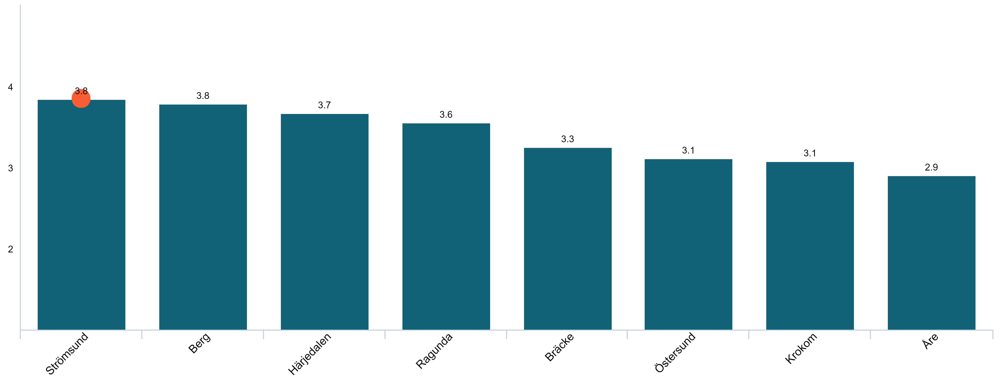 4
3
2
3.8
3.8
3.7
3.6
3.3
3.1
3.1
2.9
Strömsund
Berg
Härjedalen
Ragunda
Bräcke
Östersund
Krokom
Åre